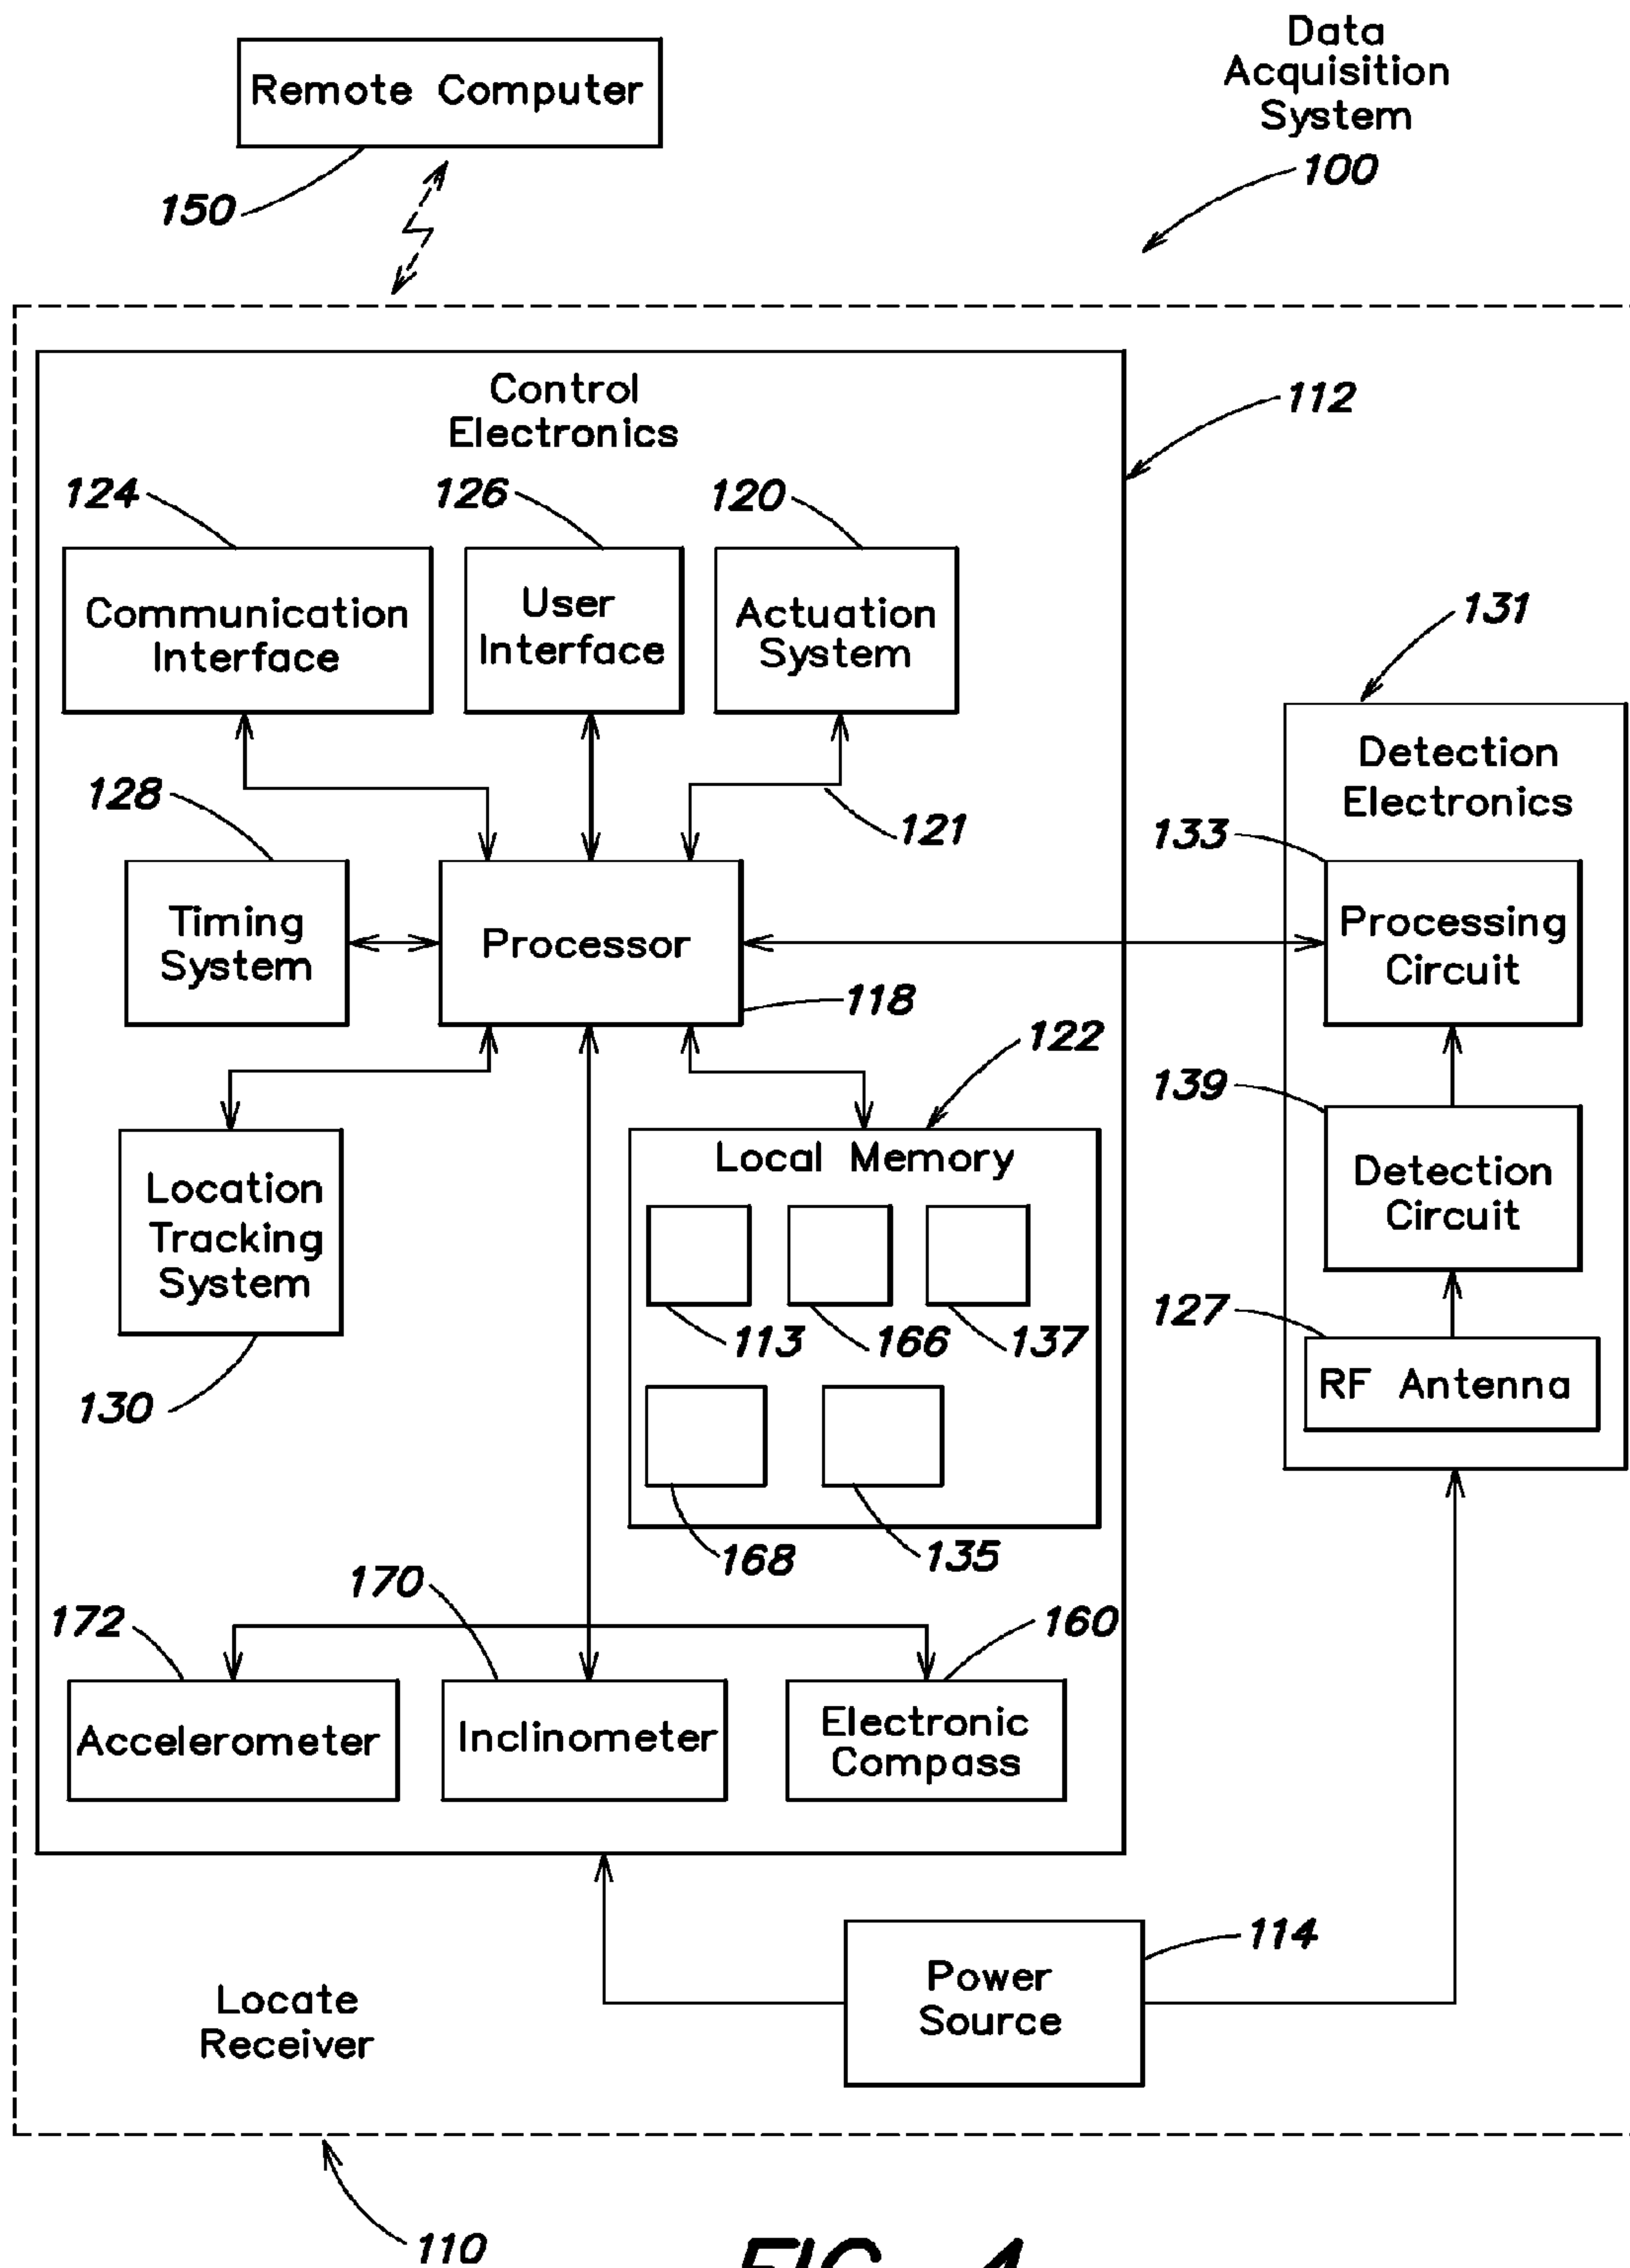 Data
Acquisition
System
100
Remote Computer
150
Control
Electronics
112
124
126
120
Communication
Interface
User
Interface
Actuation
System
131
Detection
Electronics
128
121
133
Timing
System
Processor
Processing
Circuit
118
122
139
Local Memory
Detection
Circuit
Location
Tracking
System
113
166
137
127
RF Antenna
130
168
135
170
172
160
Accelerometer
Inclinometer
Electronic
Compass
114
Power
Source
Locate
Receiver
110
FIG. 4